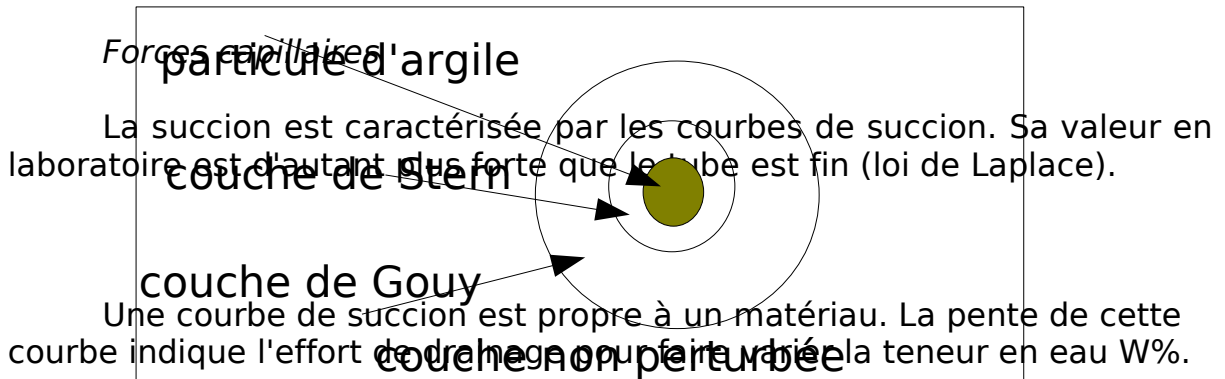 Forces capillaires
particule d'argile
La succion est caractérisée par les courbes de succion. Sa valeur en
laboratoire est d'autant plus forte que le tube est fin (loi de Laplace).
couche de Stern
couche de Gouy
Une courbe de succion est propre à un matériau. La pente de cette
courbe indique l'effort de drainage pour faire varier la teneur en eau W%.
couche non perturbée